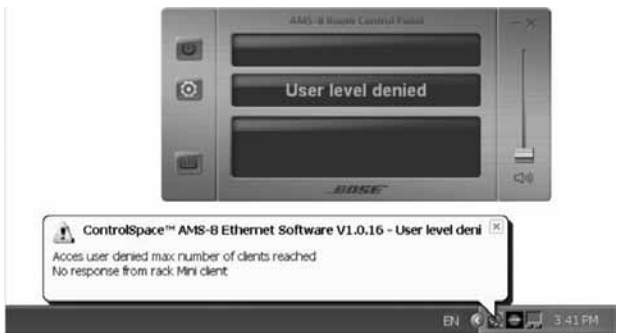 AMS-8 Room Control Panel
User level denied
BOSE
ControlSpace™ AMS-8 Ethernet Software V1.0.16 - User level deni
Acces user denied max number of clients reached
No response from rack Mini client
EN
3:41 PM